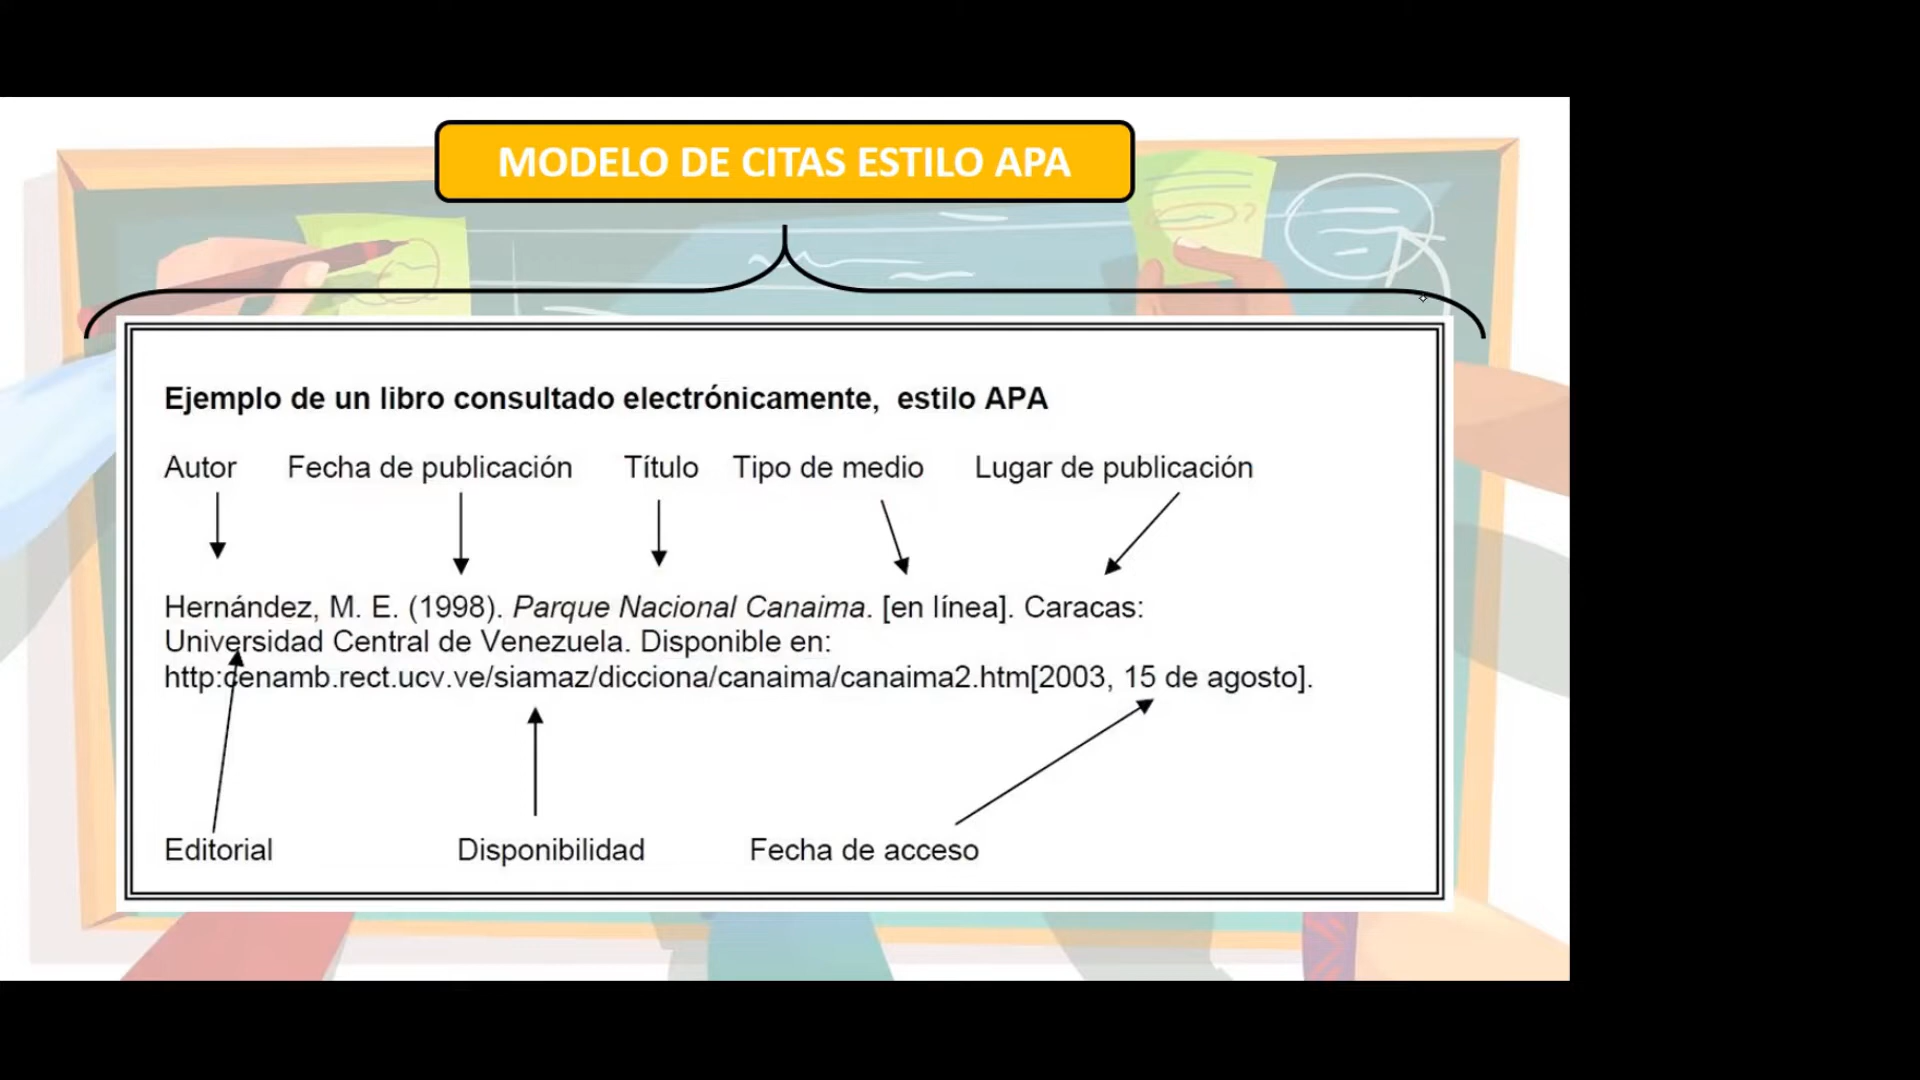 MODELO DE CITAS ESTILO APA
Ejemplo de un libro consultado electrónicamente, estilo APA
Autor Fecha de publicación Título Tipo de medio Lugar de publicación
Hernández, M. E. (1998). Parque Nacional Canaima. [en línea]. Caracas:
Universidad Central de Venezuela. Disponible en:
http:cenamb.rect.ucv.ve/siamaz/dicciona/canaima/canaima2.htm[2003, 15 de agosto].
Editorial Disponibilidad Fecha de acceso